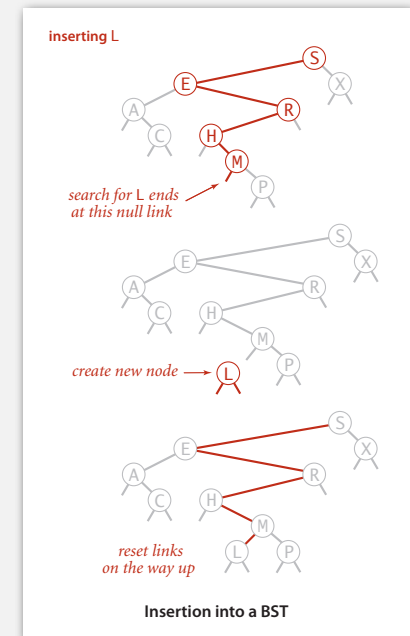 inserting L
S
E
X
A
R
C
H
M
P
search for L ends
at this null link
S
E
X
A
R
C
H
M
P
create new node
L
S
E
X
A
R
C
H
M
L
P
reset links
on the way up
Insertion into a BST